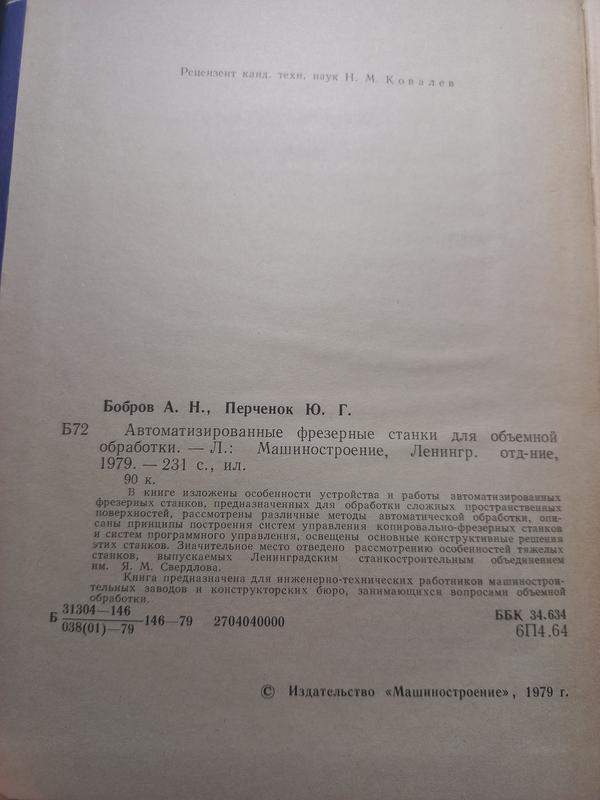 Рецензент канд. техн. наук Н. М. Ковалев
Бобров А. Н., Перченок Ю. Г.
Б72 Автоматизированные фрезерные станки для объемной
обработки. — Л.: Машиностроение, Ленингр. отд-ние,
1979. — 231 с., ил.
90 к.
В книге изложены особенности устройства и работы автоматизированных
фрезерных станков, предназначенных для обработки сложных пространственных
поверхностей, рассмотрены различные методы автоматической обработки, опи-
саны принципы построения систем управления копировально-фрезерных станков
и систем программного управления, освещены основные конструктивные решения
этих станков. Значительное место отведено рассмотрению особенностей тяжелых
станков, выпускаемых Ленинградским станкостроительным объединением
им. Я. М. Свердлова.
Книга предназначена для инженерно-технических работников машинострои-
тельных заводов и конструкторских бюро, занимающихся вопросами объемной
обработки.
Б 31304—146
038(01)—79 146—79 2704040000
ББК 34.634
6П4.64
© Издательство «Машиностроение», 1979 г.